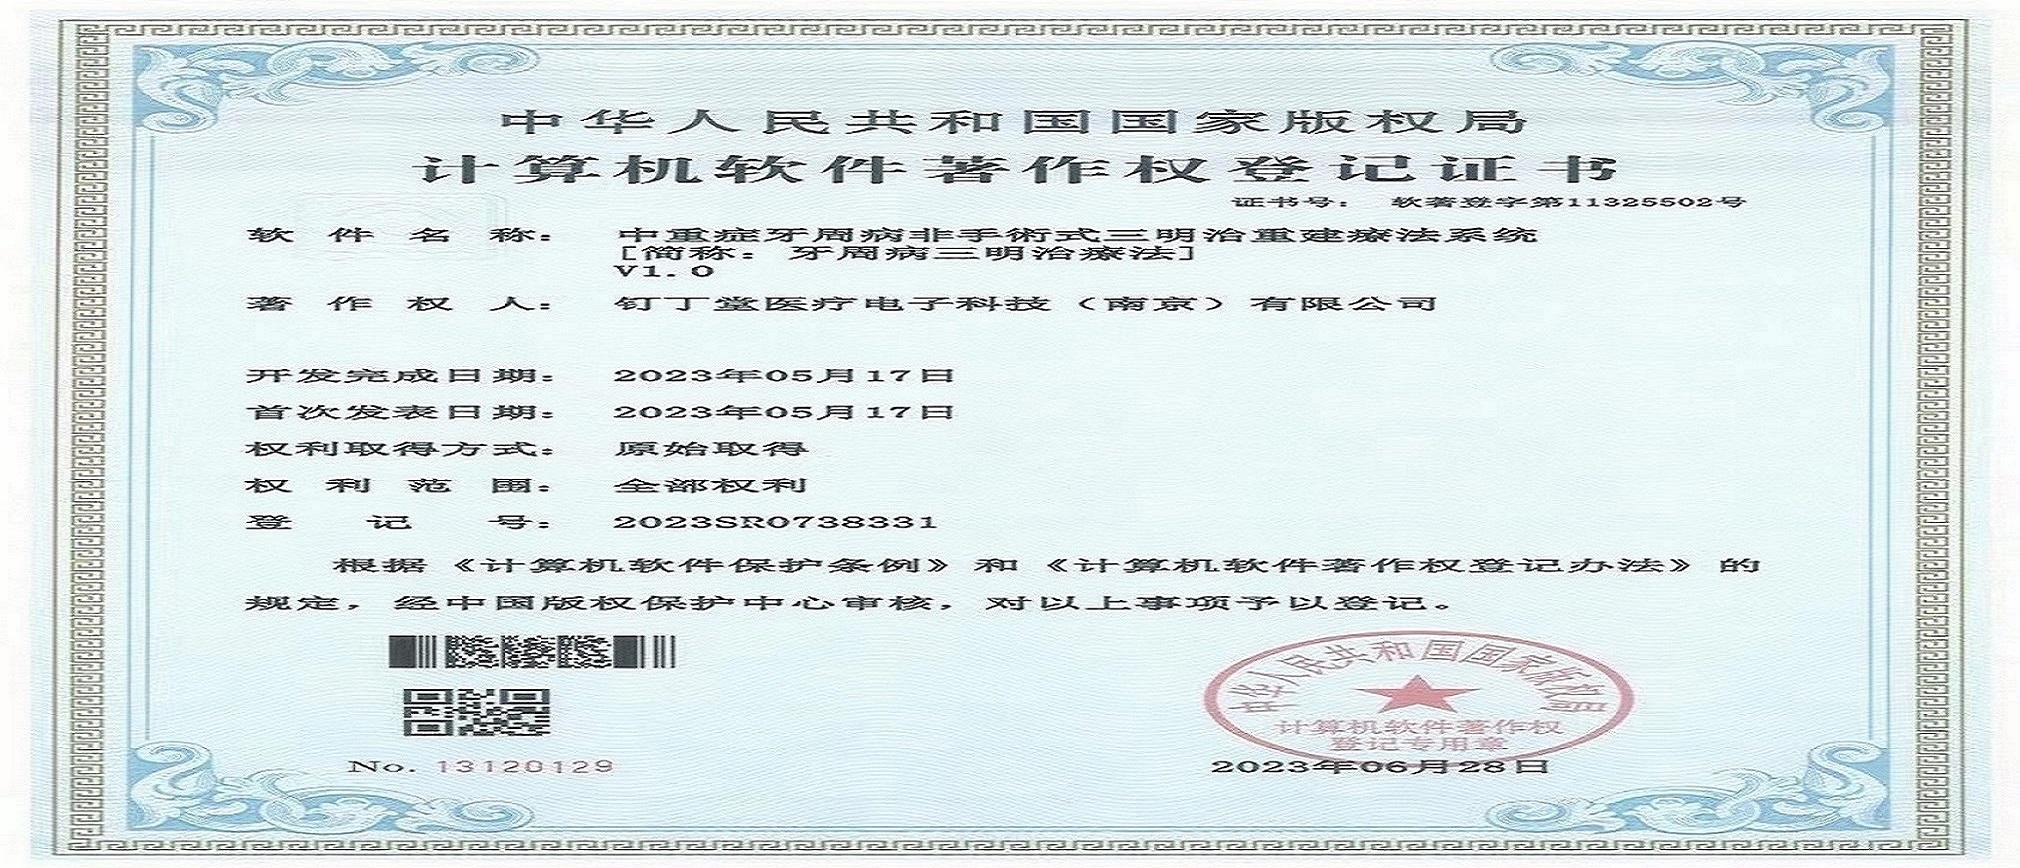 中华人民共和国国家版权局
计算机软件著作权登记证书
证书号： 软著登字第11325502号
软件名称： 中重症牙周病非手術式三明治重建療法系统
[简称： 牙周病三明治療法]
V1.0
著作权人： 钉丁堂医疗电子科技（南京）有限公司
开发完成日期： 2023年05月17日
首次发表日期： 2023年05月17日
权利取得方式： 原始取得
权利范围： 全部权利
登记号： 2023SR0738331
根据《计算机软件保护条例》和《计算机软件著作权登记办法》的
规定，经中国版权保护中心审核，对以上事项予以登记。
中华人民共和国国家版权局
计算机软件著作权
登记专用章
No. 13120129
2023年06月28日